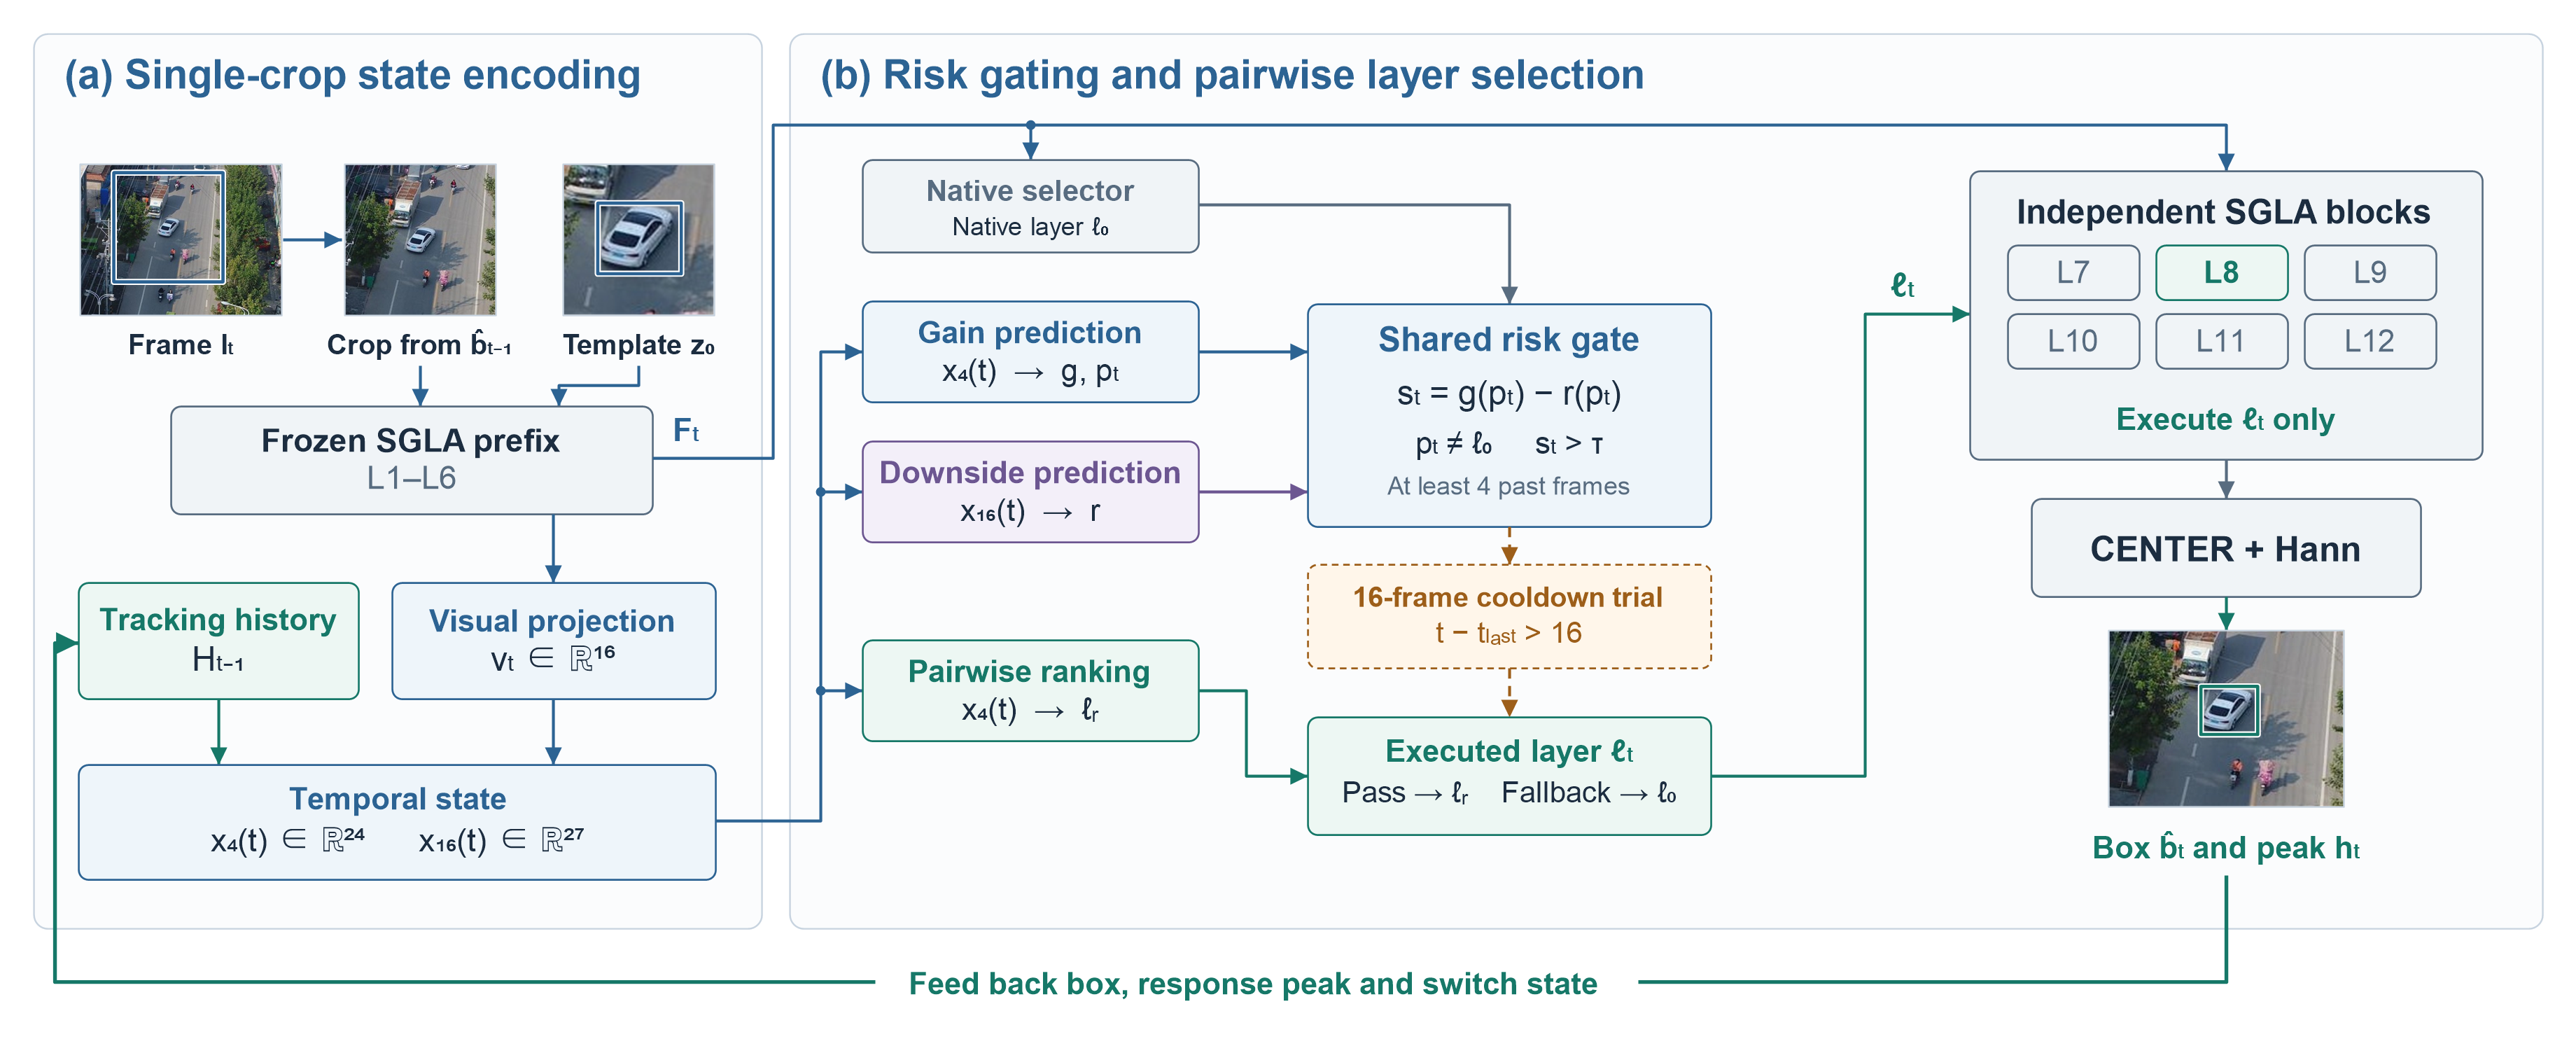 (a) Single-crop state encoding
Frame Iₜ
Crop from b̂ₜ₋₁
Template z₀
Frozen SGLA prefix
L1–L6
Fₜ
Tracking history
Hₜ₋₁
Visual projection
vₜ ∈ ℝ¹⁶
Temporal state
x₄(t) ∈ ℝ²⁴ x₁₆(t) ∈ ℝ²⁷
(b) Risk gating and pairwise layer selection
Native selector
Native layer ℓ₀
Gain prediction
x₄(t) → g, pₜ
Downside prediction
x₁₆(t) → r
Pairwise ranking
x₄(t) → ℓᵣ
Shared risk gate
sₜ = g(pₜ) − r(pₜ)
pₜ ≠ ℓ₀ sₜ > τ
At least 4 past frames
16-frame cooldown trial
t − tₗₐₛₜ > 16
Executed layer ℓₜ
Pass → ℓᵣ Fallback → ℓ₀
ℓₜ
Independent SGLA blocks
L7 L8 L9
L10 L11 L12
Execute ℓₜ only
CENTER + Hann
Box b̂ₜ and peak hₜ
Feed back box, response peak and switch state